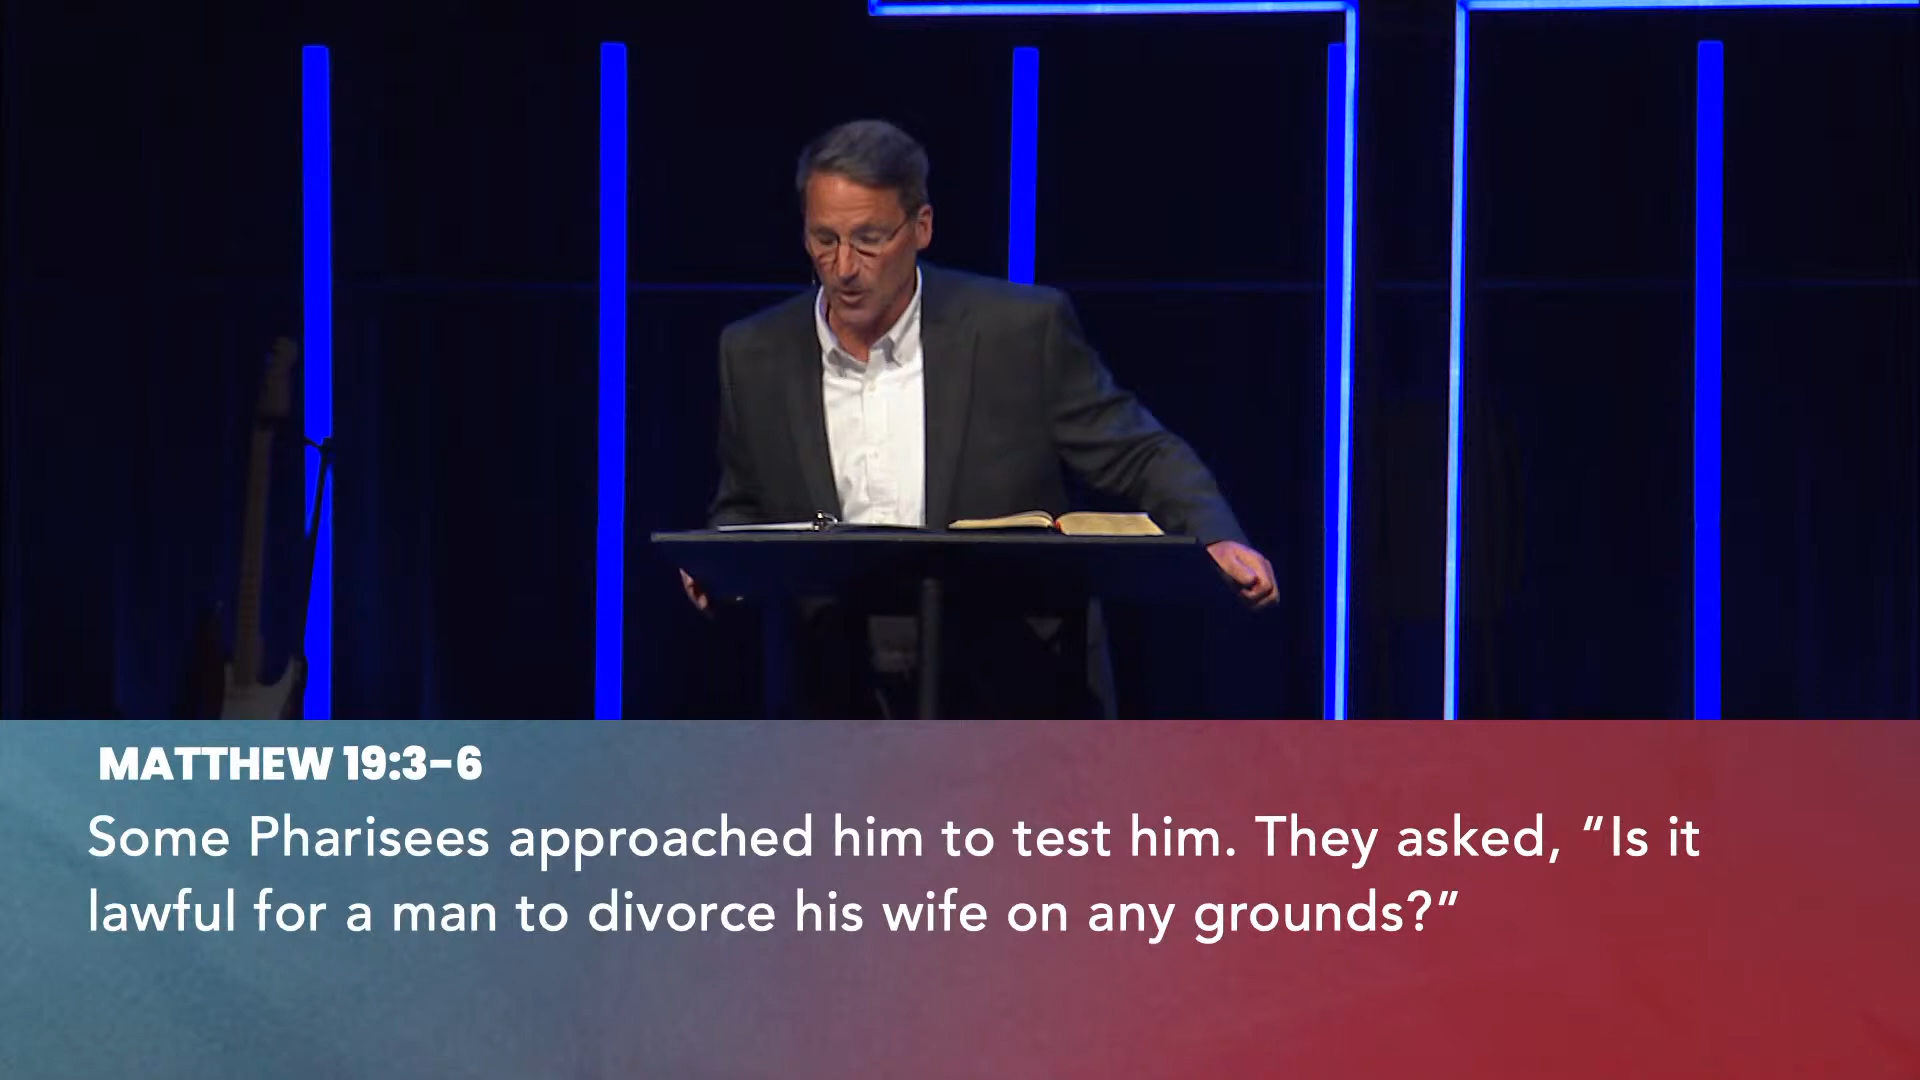 MATTHEW 19:3-6
Some Pharisees approached him to test him. They asked, “Is it
lawful for a man to divorce his wife on any grounds?”